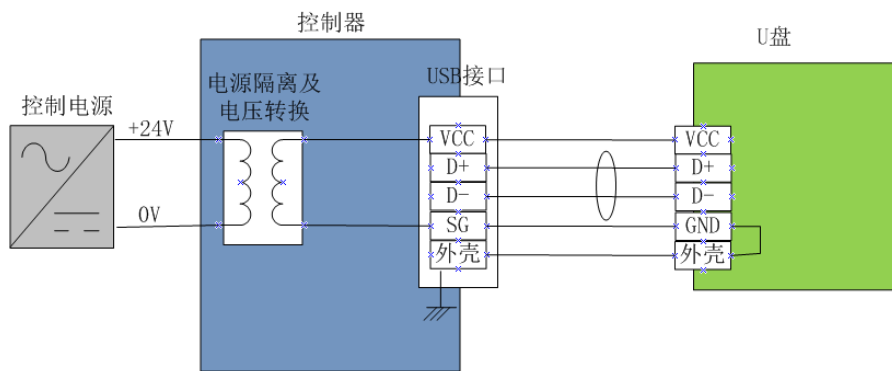 控制器
U盘
电源隔离及
电压转换
USB接口
控制电源
+24V
0V
VCC
D+
D-
SG
外壳
VCC
D+
D-
GND
外壳